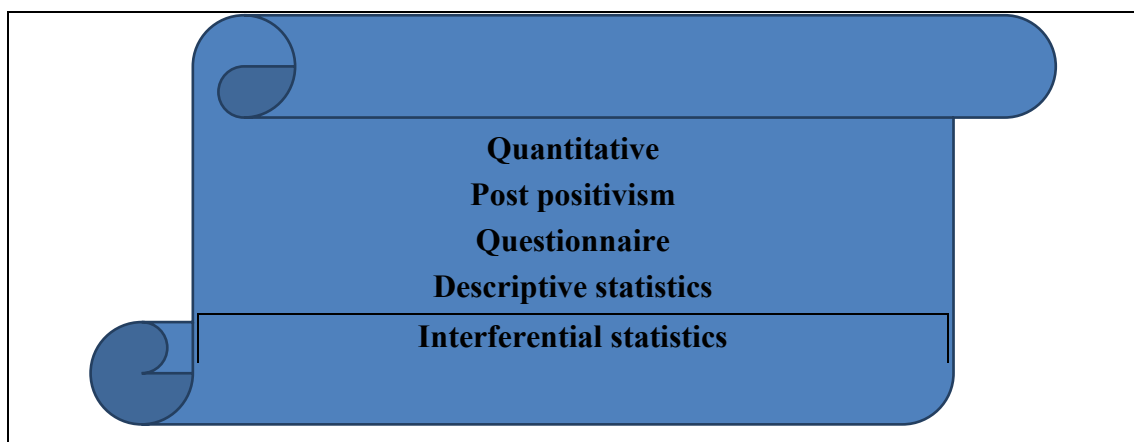 Quantitative
Post positivism
Questionnaire
Descriptive statistics
Interferential statistics